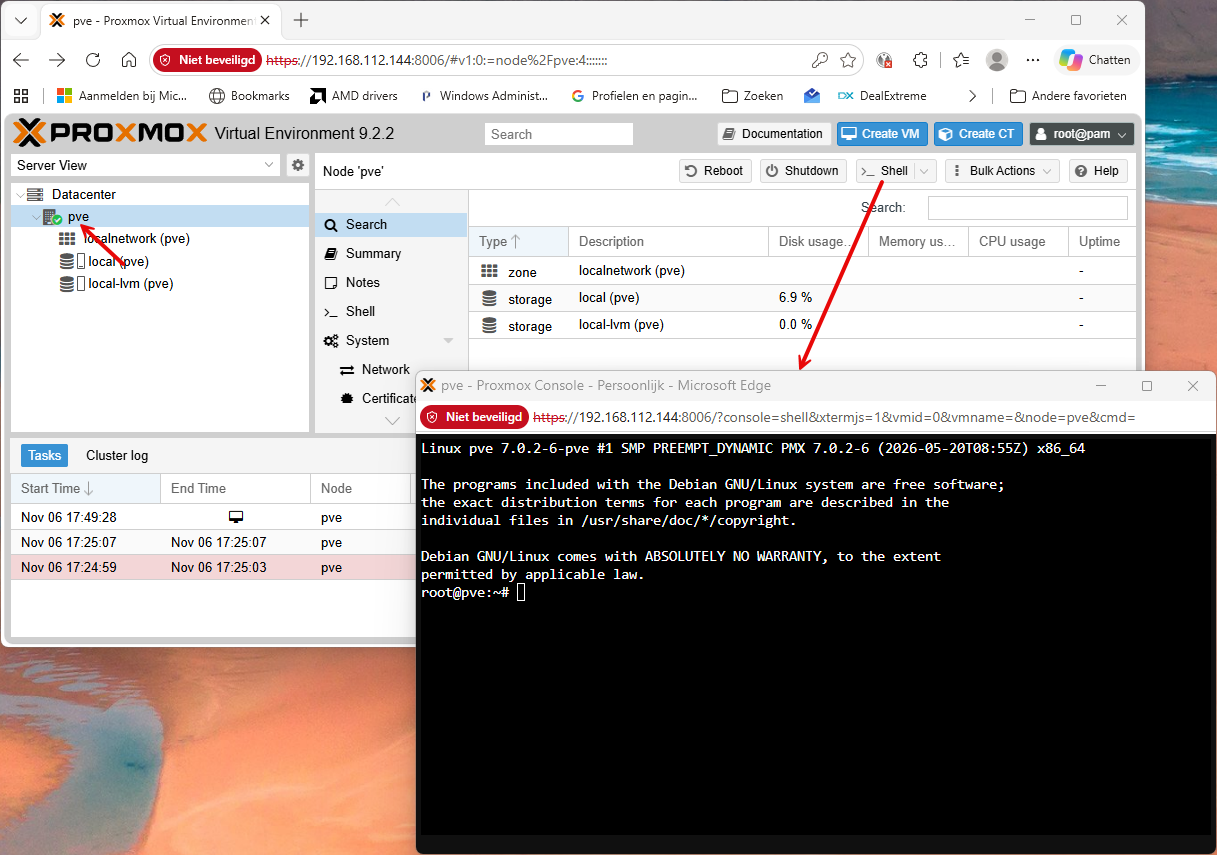 pve - Proxmox Virtual Environment
Niet beveiligd https://192.168.112.144:8006/#v1:0:=node%2Fpve:4:::::::
Chatten
Aanmelden bij Mic... Bookmarks AMD drivers Windows Administ... Profielen en pagin... Zoeken DealExtreme Andere favorieten
PROXMOX Virtual Environment 9.2.2 Search Documentation Create VM Create CT root@pam
Server View
Node 'pve' Reboot Shutdown Shell Bulk Actions Help
Datacenter
pve
localnetwork (pve)
local (pve)
local-lvm (pve)
Search
Summary
Notes
Shell
System
Network
Certificate
Search:
Type Description Disk usage... Memory us... CPU usage Uptime
zone localnetwork (pve) -
storage local (pve) 6.9 % -
storage local-lvm (pve) 0.0 % -
Tasks Cluster log
Start Time End Time Node
Nov 06 17:49:28 pve
Nov 06 17:25:07 Nov 06 17:25:07 pve
Nov 06 17:24:59 Nov 06 17:25:03 pve
pve - Proxmox Console - Persoonlijk - Microsoft Edge
Niet beveiligd https://192.168.112.144:8006/?console=shell&xtermjs=1&vmid=0&vmname=&node=pve&cmd=
Linux pve 7.0.2-6-pve #1 SMP PREEMPT_DYNAMIC PMX 7.0.2-6 (2026-05-20T08:55Z) x86_64
The programs included with the Debian GNU/Linux system are free software;
the exact distribution terms for each program are described in the
individual files in /usr/share/doc/*/copyright.
Debian GNU/Linux comes with ABSOLUTELY NO WARRANTY, to the extent
permitted by applicable law.
root@pve:~#